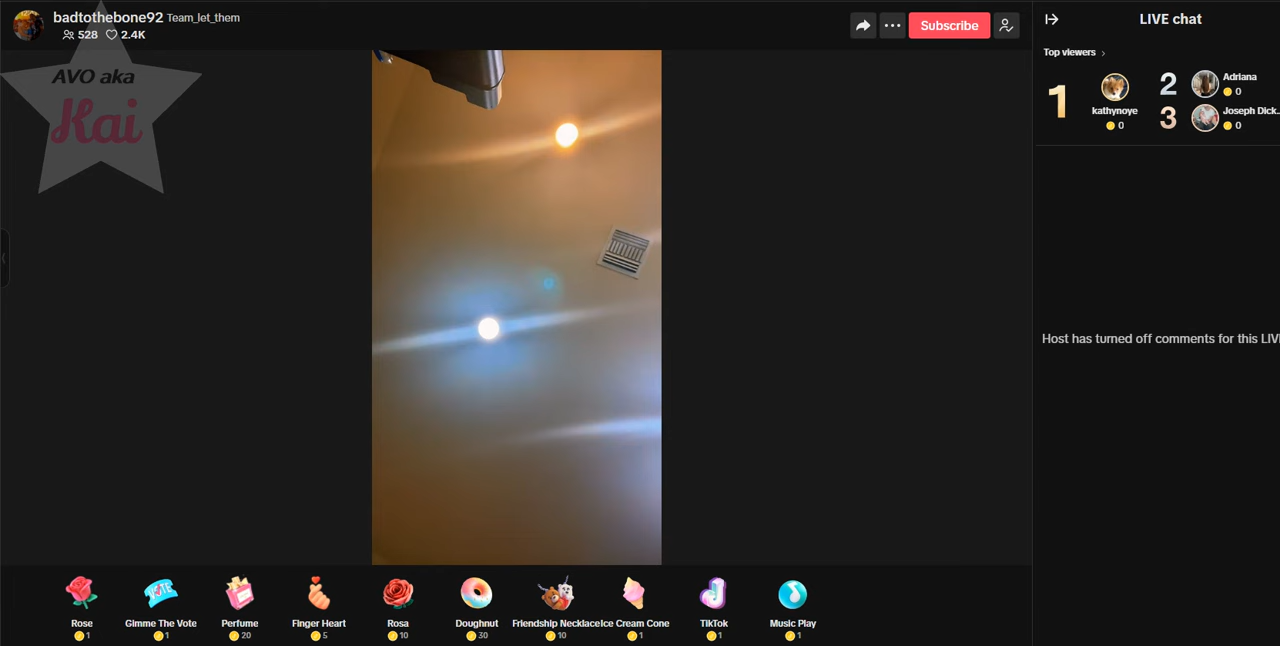 badtothebone92 Team_let_them
528 2.4K
Subscribe
AVO aka
Kai
LIVE chat
Top viewers
1
kathynoye
0
2
Adriana
0
3
Joseph Dick..
0
Host has turned off comments for this LIV
Rose
1
GImme The Vote
1
Perfume
20
Finger Heart
5
Rosa
10
Doughnut
30
Friendship Necklace
10
Ice Cream Cone
1
TikTok
1
Music Play
1